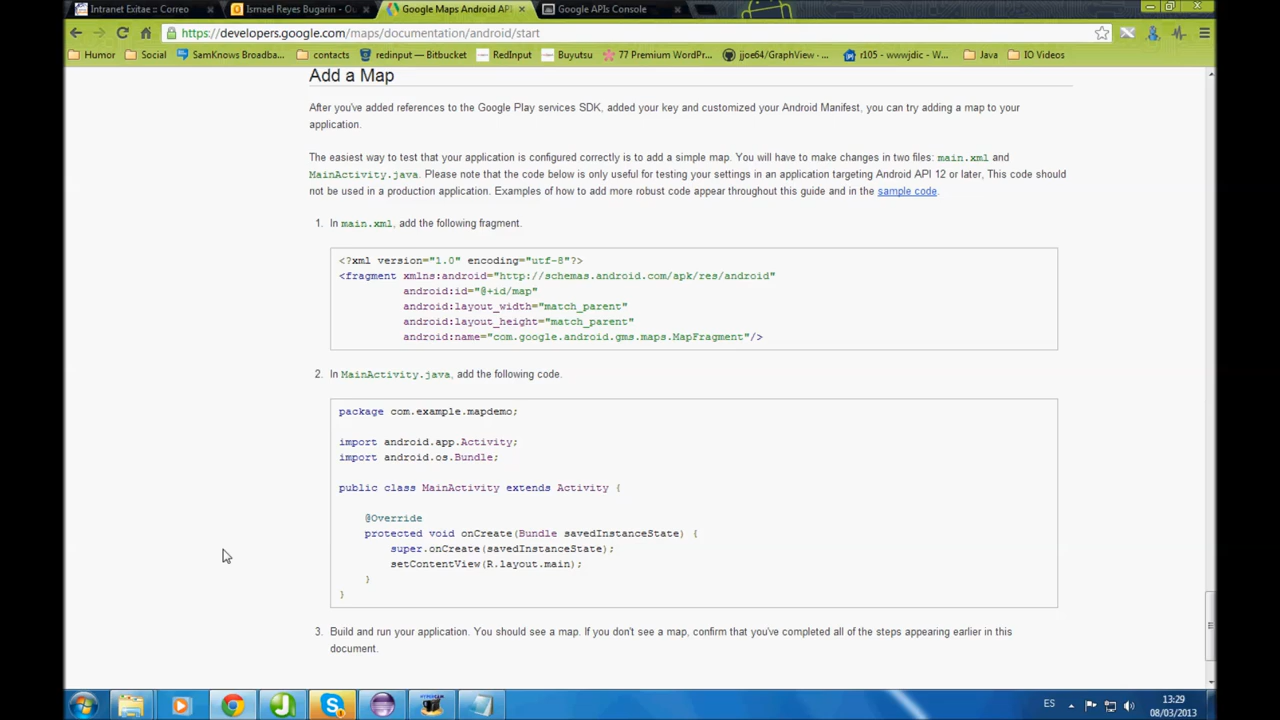 Intranet Exitae :: Correo
Ismael Reyes Bugarin - Ou
Google Maps Android API
Google APIs Console
https://developers.google.com/maps/documentation/android/start
Humor
Social
SamKnows Broadba...
contacts
redinput — Bitbucket
RedInput
Buyutsu
77 Premium WordPr...
jjoe64/GraphView · ...
r105 - wwwjdic - W...
Java
IO Videos
Add a Map
After you've added references to the Google Play services SDK, added your key and customized your Android Manifest, you can try adding a map to your
application.
The easiest way to test that your application is configured correctly is to add a simple map. You will have to make changes in two files: main.xml and
MainActivity.java. Please note that the code below is only useful for testing your settings in an application targeting Android API 12 or later, This code should
not be used in a production application. Examples of how to add more robust code appear throughout this guide and in the sample code.
1. In main.xml, add the following fragment.
<?xml version="1.0" encoding="utf-8"?>
<fragment xmlns:android="http://schemas.android.com/apk/res/android"
android:id="@+id/map"
android:layout_width="match_parent"
android:layout_height="match_parent"
android:name="com.google.android.gms.maps.MapFragment"/>
2. In MainActivity.java, add the following code.
package com.example.mapdemo;
import android.app.Activity;
import android.os.Bundle;
public class MainActivity extends Activity {
@Override
protected void onCreate(Bundle savedInstanceState) {
super.onCreate(savedInstanceState);
setContentView(R.layout.main);
}
}
3. Build and run your application. You should see a map. If you don't see a map, confirm that you've completed all of the steps appearing earlier in this
document.
ES
13:29
08/03/2013